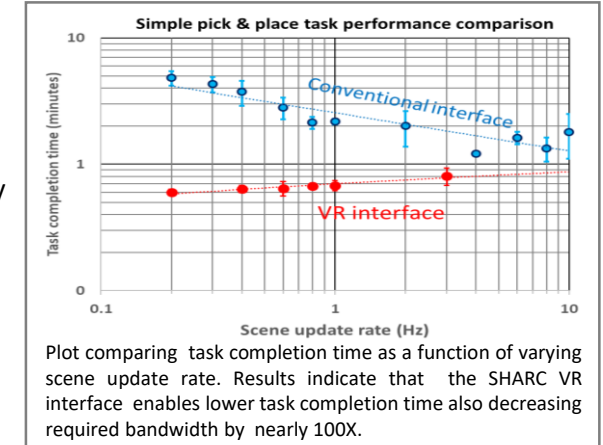 Simple pick & place task performance comparison
10
1
0
Task completion time (minutes)
Conventional interface
VR interface
0.1
1
10
Scene update rate (Hz)
Plot comparing task completion time as a function of varying
scene update rate. Results indicate that the SHARC VR
interface enables lower task completion time also decreasing
required bandwidth by nearly 100X.